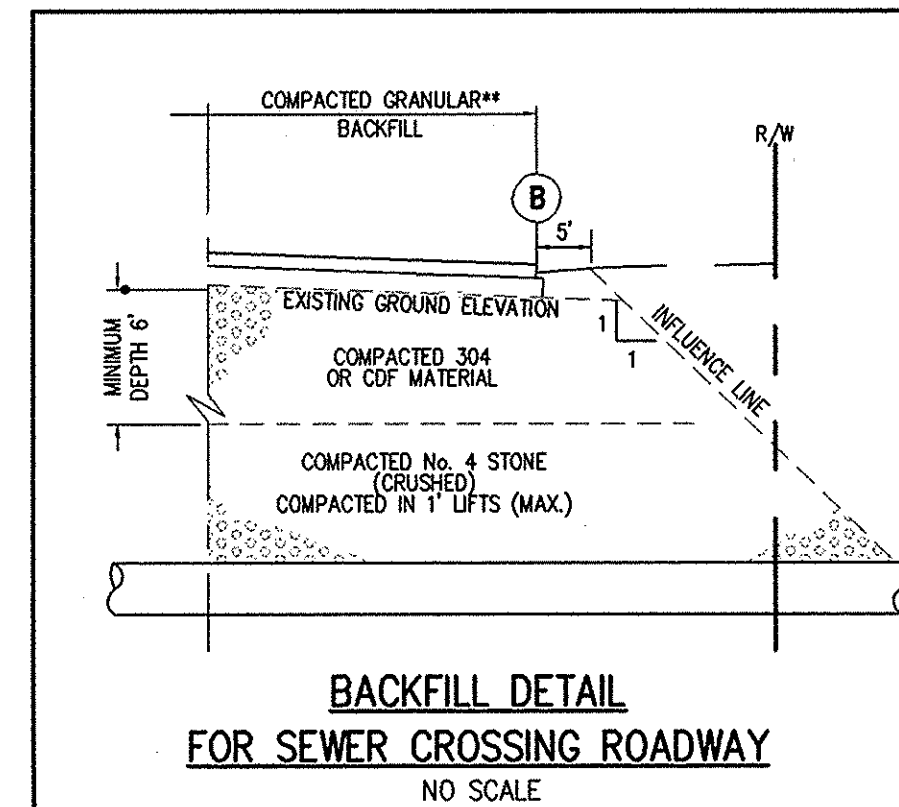 COMPACTED GRANULAR**
BACKFILL
R/W
B
5'
EXISTING GROUND ELEVATION
1
1
INFLUENCE LINE
MINIMUM
DEPTH 6'
COMPACTED 304
OR CDF MATERIAL
COMPACTED No. 4 STONE
(CRUSHED)
COMPACTED IN 1' LIFTS (MAX.)
BACKFILL DETAIL
FOR SEWER CROSSING ROADWAY
NO SCALE